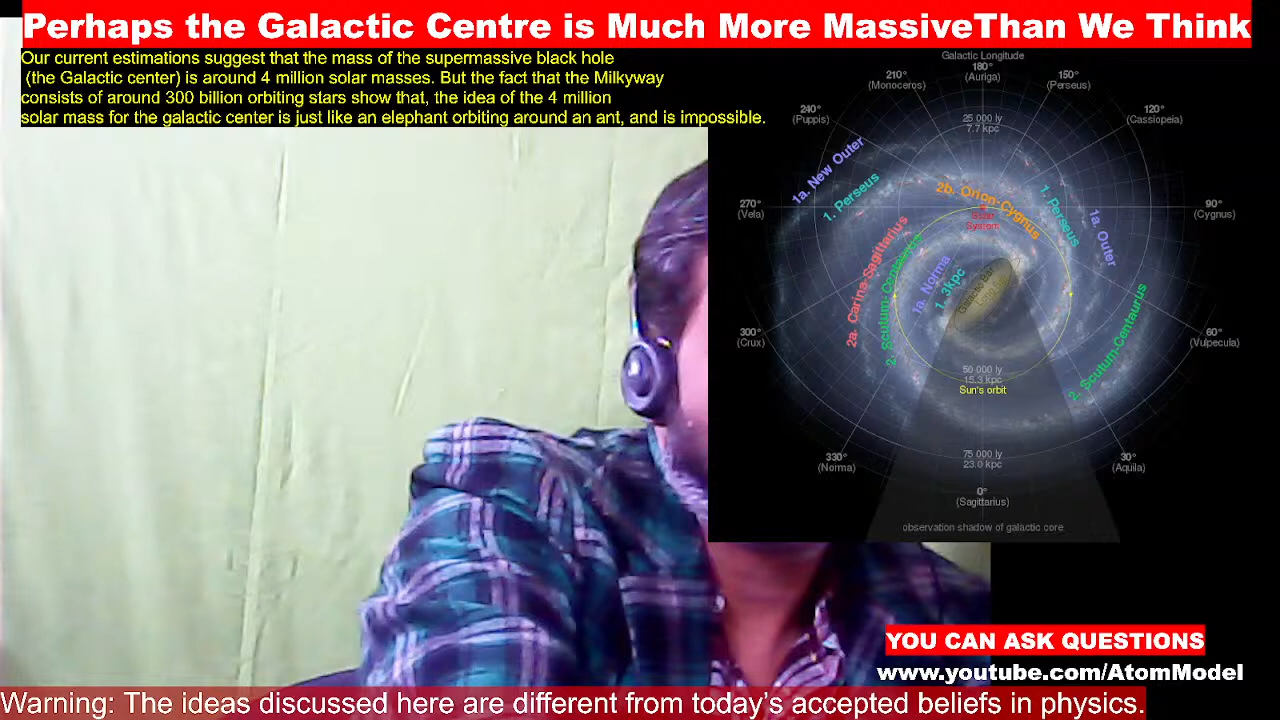 Perhaps the Galactic Centre is Much More MassiveThan We Think
Our current estimations suggest that the mass of the supermassive black hole
(the Galactic center) is around 4 million solar masses. But the fact that the Milkyway
consists of around 300 billion orbiting stars show that, the idea of the 4 million
solar mass for the galactic center is just like an elephant orbiting around an ant, and is impossible.
Galactic Longitude
180°
(Auriga)
210°
(Monoceros)
150°
(Perseus)
240°
(Puppis)
120°
(Cassiopeia)
25 000 ly
7.7 kpc
1a. New Outer
1. Perseus
2b. Orion-Cygnus
1. Perseus
1a. Outer
270°
(Vela)
90°
(Cygnus)
Solar
System
2a. Carina-Sagittarius
2. Scutum-Centaurus
1a. Norma
1. 3kpc
Galactic Bar
2. Scutum-Centaurus
300°
(Crux)
60°
(Vulpecula)
50 000 ly
15.3 kpc
Sun's orbit
330°
(Norma)
75 000 ly
23.0 kpc
30°
(Aquila)
0°
(Sagittarius)
observation shadow of galactic core
YOU CAN ASK QUESTIONS
www.youtube.com/AtomModel
Warning: The ideas discussed here are different from today's accepted beliefs in physics.